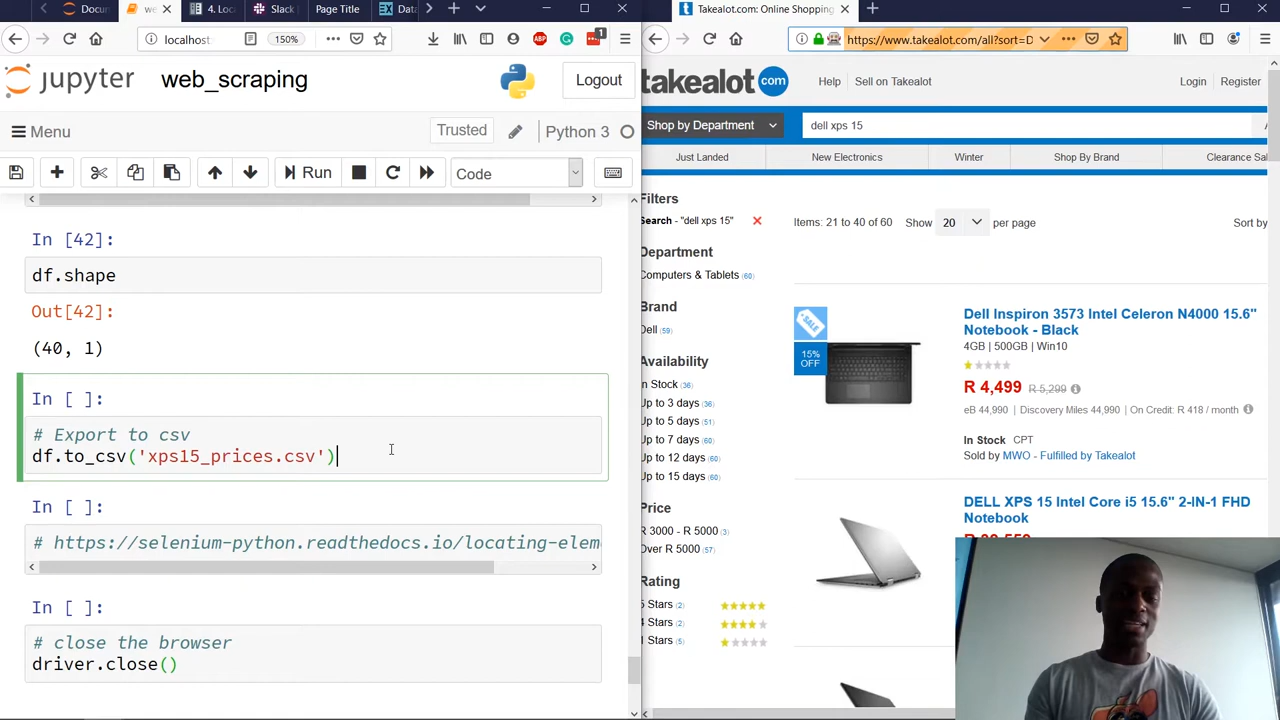 Docun
we
4. Loc
Slack
Page Title
Data
localhost
150%
ABP
1
jupyter
web_scraping
Logout
Menu
Trusted
Python 3
Run
Code
In [42]:
df.shape
Out[42]:
(40, 1)
In [ ]:
# Export to csv
df.to_csv('xps15_prices.csv')
In [ ]:
# https://selenium-python.readthedocs.io/locating-elem
In [ ]:
# close the browser
driver.close()
Takealot.com: Online Shopping
https://www.takealot.com/all?sort=D
takealot com
Help
Sell on Takealot
Login
Register
Shop by Department
dell xps 15
Just Landed
New Electronics
Winter
Shop By Brand
Clearance Sal
Filters
Search - "dell xps 15"
Items: 21 to 40 of 60
Show
20
per page
Sort by
Department
Computers & Tablets (60)
Brand
Dell (59)
Availability
In Stock (36)
Up to 3 days (36)
Up to 5 days (51)
Up to 7 days (60)
Up to 12 days (60)
Up to 15 days (60)
Price
R 3000 - R 5000 (3)
Over R 5000 (57)
Rating
5 Stars (2)
4 Stars (2)
1 Stars (5)
SALE
15%
OFF
Dell Inspiron 3573 Intel Celeron N4000 15.6"
Notebook - Black
4GB | 500GB | Win10
R 4,499 R 5,299
eB 44,990 | Discovery Miles 44,990 | On Credit: R 418 / month
In Stock CPT
Sold by MWO - Fulfilled by Takealot
DELL XPS 15 Intel Core i5 15.6" 2-IN-1 FHD
Notebook